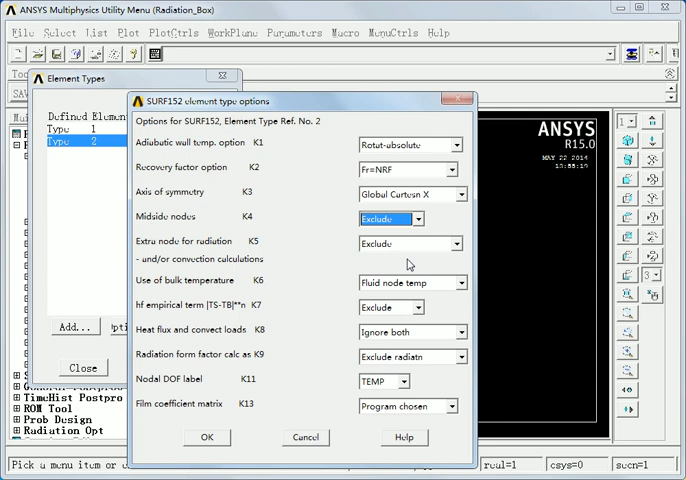 ANSYS Multiphysics Utility Menu (Radiation_Box)
File Select List Plot PlotCtrls WorkPlane Parameters Macro MenuCtrls Help
Element Types
Defined Element
Type 1
Type 2
Add...
Close
SURF152 element type options
Options for SURF152, Element Type Ref. No. 2
Adiabatic wall temp. option K1 Rotat-absolute
Recovery factor option K2 Fr=NRF
Axis of symmetry K3 Global Cartesn X
Midside nodes K4 Exclude
Extra node for radiation K5 Exclude
- and/or convection calculations
Use of bulk temperature K6 Fluid node temp
hf empirical term |TS-TB|**n K7 Exclude
Heat flux and convect loads K8 Ignore both
Radiation form factor calc as K9 Exclude radiatn
Nodal DOF label K11 TEMP
Film coefficient matrix K13 Program chosen
OK Cancel Help
ANSYS
R15.0
MAY 22 2014
1
3
TimeHist Postpro
ROM Tool
Prob Design
Radiation Opt
Pick a menu item or real=1 csys=0 secn=1